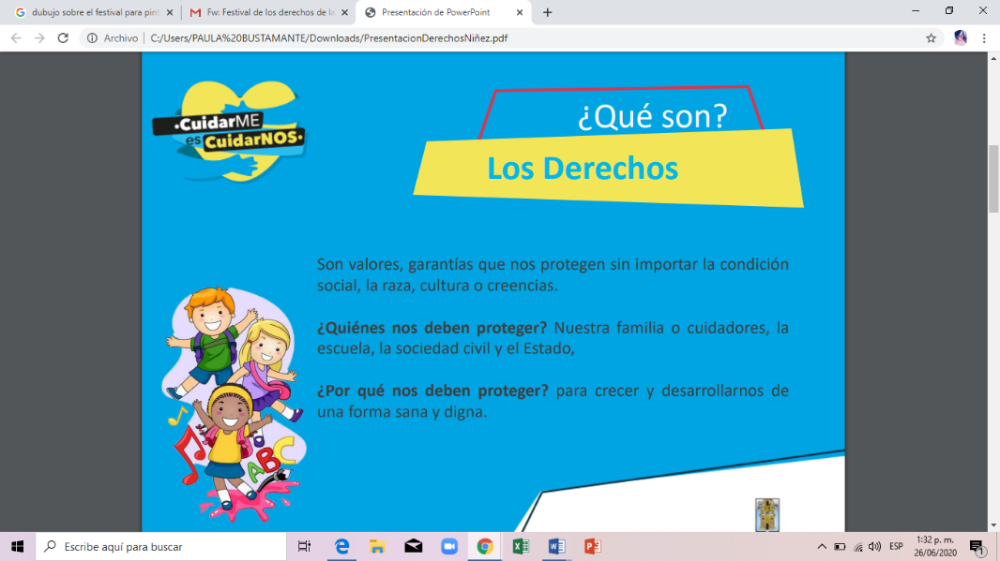 dubujo sobre el festival para pint
Fw: Festival de los derechos de la
Presentación de PowerPoint
Archivo | C:/Users/PAULA%20BUSTAMANTE/Downloads/PresentacionDerechosNiñez.pdf
·CuidarME
es CuidarNOS·
¿Qué son?
Los Derechos
Son valores, garantías que nos protegen sin importar la condición
social, la raza, cultura o creencias.
¿Quiénes nos deben proteger? Nuestra familia o cuidadores, la
escuela, la sociedad civil y el Estado,
¿Por qué nos deben proteger? para crecer y desarrollarnos de
una forma sana y digna.
ABC
Escribe aquí para buscar
ESP
1:32 p. m.
26/06/2020
1